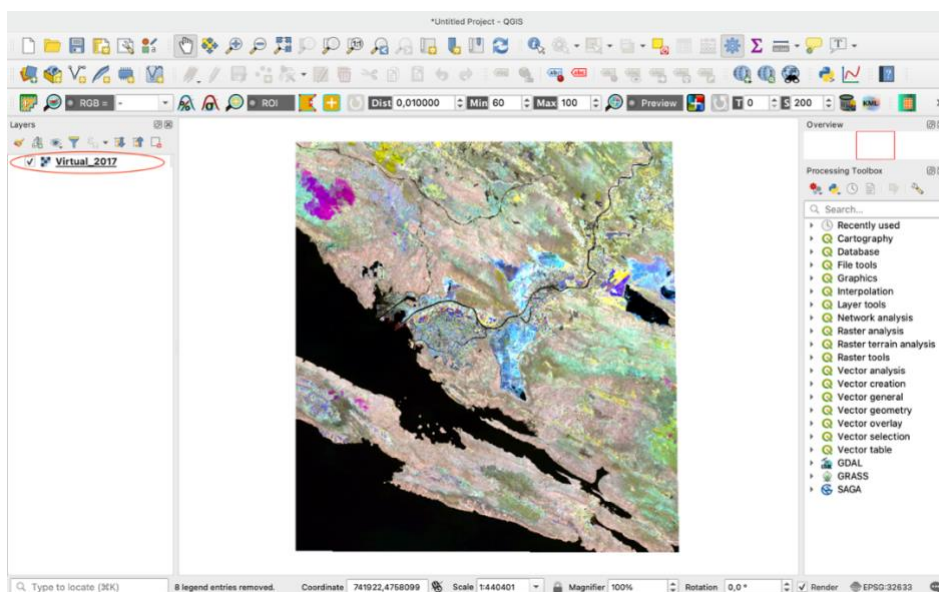 *Untitled Project - QGIS
RGB = -
ROI
Dist 0,010000 Min 60 Max 100 Preview T 0 S 200 KML
Layers
Virtual_2017
Overview
Processing Toolbox
Search...
Recently used
Cartography
Database
File tools
Graphics
Interpolation
Layer tools
Network analysis
Raster analysis
Raster terrain analysis
Raster tools
Vector analysis
Vector creation
Vector general
Vector geometry
Vector overlay
Vector selection
Vector table
GDAL
GRASS
SAGA
Type to locate (⌘K) 8 legend entries removed. Coordinate 741922,4758099 Scale 1:440401 Magnifier 100% Rotation 0,0 ° Render EPSG:32633